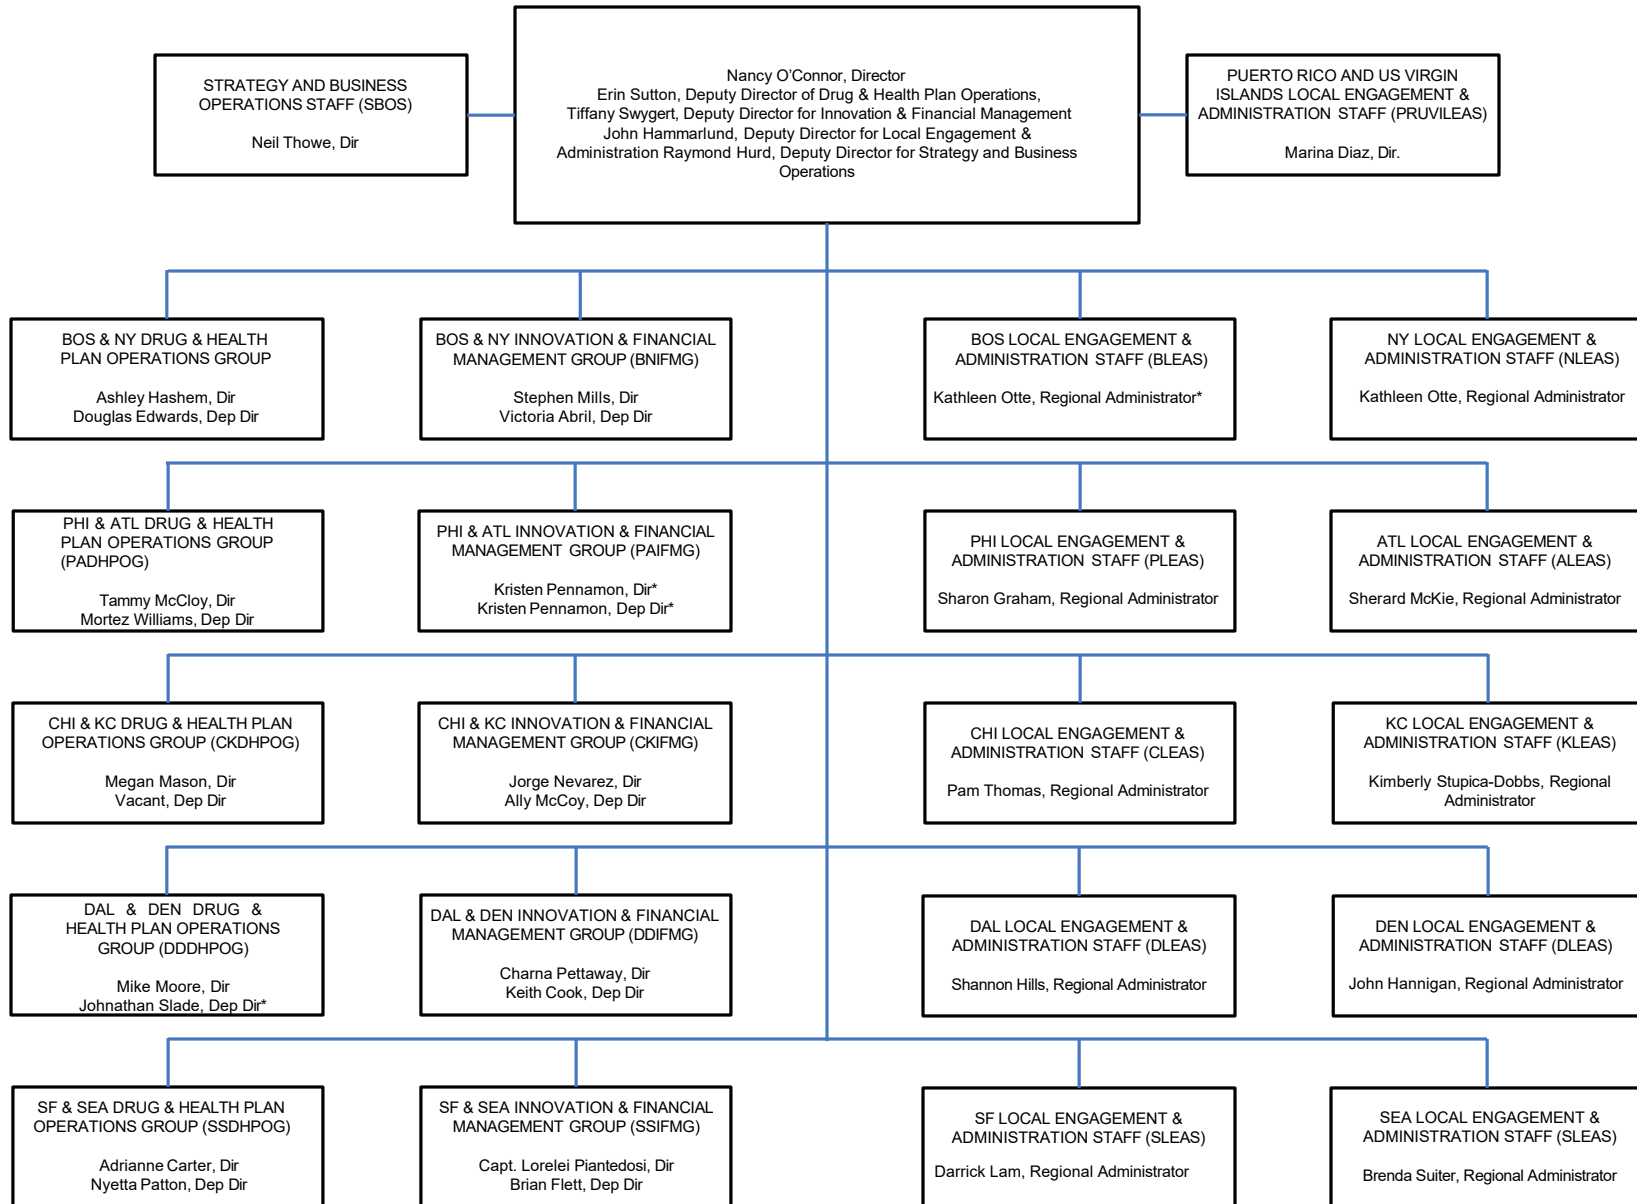 STRATEGY AND BUSINESS
OPERATIONS STAFF (SBOS)
Neil Thowe, Dir
Nancy O'Connor, Director
Erin Sutton, Deputy Director of Drug & Health Plan Operations,
Tiffany Swygert, Deputy Director for Innovation & Financial Management
John Hammarlund, Deputy Director for Local Engagement &
Administration Raymond Hurd, Deputy Director for Strategy and Business
Operations
PUERTO RICO AND US VIRGIN
ISLANDS LOCAL ENGAGEMENT &
ADMINISTRATION STAFF (PRUVILEAS)
Marina Diaz, Dir.
BOS & NY DRUG & HEALTH
PLAN OPERATIONS GROUP
Ashley Hashem, Dir
Douglas Edwards, Dep Dir
BOS & NY INNOVATION & FINANCIAL
MANAGEMENT GROUP (BNIFMG)
Stephen Mills, Dir
Victoria Abril, Dep Dir
BOS LOCAL ENGAGEMENT &
ADMINISTRATION STAFF (BLEAS)
Kathleen Otte, Regional Administrator*
NY LOCAL ENGAGEMENT &
ADMINISTRATION STAFF (NLEAS)
Kathleen Otte, Regional Administrator
PHI & ATL DRUG & HEALTH
PLAN OPERATIONS GROUP
(PADHPOG)
Tammy McCloy, Dir
Mortez Williams, Dep Dir
PHI & ATL INNOVATION & FINANCIAL
MANAGEMENT GROUP (PAIFMG)
Kristen Pennamon, Dir*
Kristen Pennamon, Dep Dir*
PHI LOCAL ENGAGEMENT &
ADMINISTRATION STAFF (PLEAS)
Sharon Graham, Regional Administrator
ATL LOCAL ENGAGEMENT &
ADMINISTRATION STAFF (ALEAS)
Sherard McKie, Regional Administrator
CHI & KC DRUG & HEALTH PLAN
OPERATIONS GROUP (CKDHPOG)
Megan Mason, Dir
Vacant, Dep Dir
CHI & KC INNOVATION & FINANCIAL
MANAGEMENT GROUP (CKIFMG)
Jorge Nevarez, Dir
Ally McCoy, Dep Dir
CHI LOCAL ENGAGEMENT &
ADMINISTRATION STAFF (CLEAS)
Pam Thomas, Regional Administrator
KC LOCAL ENGAGEMENT &
ADMINISTRATION STAFF (KLEAS)
Kimberly Stupica-Dobbs, Regional
Administrator
DAL & DEN DRUG &
HEALTH PLAN OPERATIONS
GROUP (DDDHPOG)
Mike Moore, Dir
Johnathan Slade, Dep Dir*
DAL & DEN INNOVATION & FINANCIAL
MANAGEMENT GROUP (DDIFMG)
Charna Pettaway, Dir
Keith Cook, Dep Dir
DAL LOCAL ENGAGEMENT &
ADMINISTRATION STAFF (DLEAS)
Shannon Hills, Regional Administrator
DEN LOCAL ENGAGEMENT &
ADMINISTRATION STAFF (DLEAS)
John Hannigan, Regional Administrator
SF & SEA DRUG & HEALTH PLAN
OPERATIONS GROUP (SSDHPOG)
Adrianne Carter, Dir
Nyetta Patton, Dep Dir
SF & SEA INNOVATION & FINANCIAL
MANAGEMENT GROUP (SSIFMG)
Capt. Lorelei Piantedosi, Dir
Brian Flett, Dep Dir
SF LOCAL ENGAGEMENT &
ADMINISTRATION STAFF (SLEAS)
Darrick Lam, Regional Administrator
SEA LOCAL ENGAGEMENT &
ADMINISTRATION STAFF (SLEAS)
Brenda Suiter, Regional Administrator